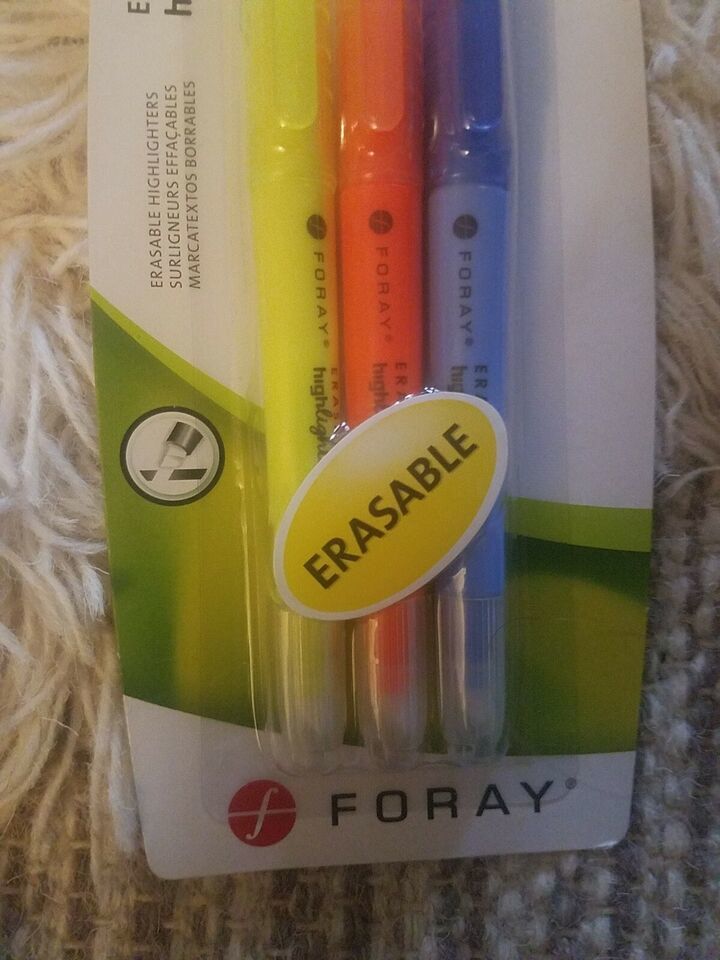 ERASABLE HIGHLIGHTERS
SURLIGNEURS EFFAÇABLES
MARCATEXTOS BORRABLES
FORAY®
FORAY®
FORAY®
ERASABLE
FORAY®